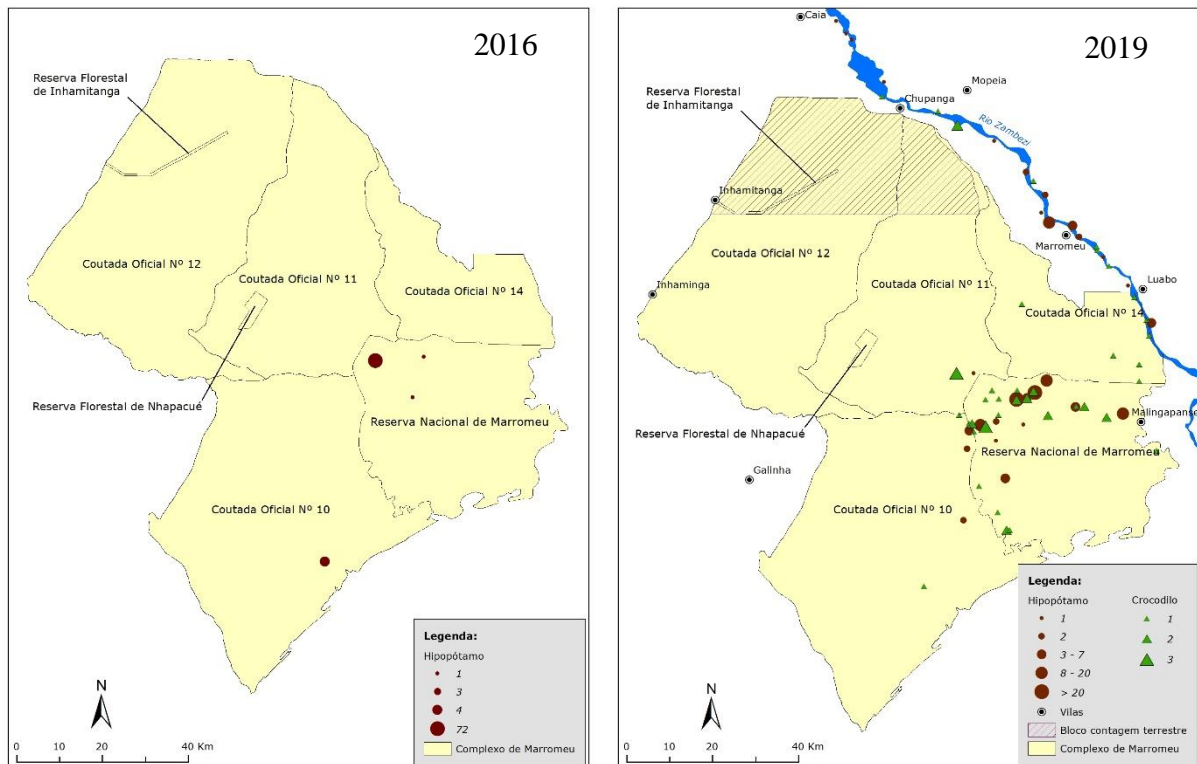 2016
Reserva Florestal
de Inhamitanga
Coutada Oficial Nº 12
Coutada Oficial Nº 11
Coutada Oficial Nº 14
Reserva Florestal de Nhapacué
Reserva Nacional de Marromeu
Coutada Oficial Nº 10
Legenda:
Hipopótamo
1
3
4
72
Complexo de Marromeu
N
0 10 20 40 Km
2019
Caia
Mopeia
Reserva Florestal
de Inhamitanga
Chupanga
Rio Zambezi
Inhamitanga
Marromeu
Coutada Oficial Nº 12
Coutada Oficial Nº 11
Luabo
Inhaminga
Coutada Oficial Nº 14
Malingapansi
Reserva Florestal de Nhapacué
Reserva Nacional de Marromeu
Galinha
Coutada Oficial Nº 10
Legenda:
Hipopótamo Crocodilo
1 1
2 2
3 - 7 3
8 - 20
> 20
Vilas
Bloco contagem terrestre
Complexo de Marromeu
N
0 10 20 40 Km